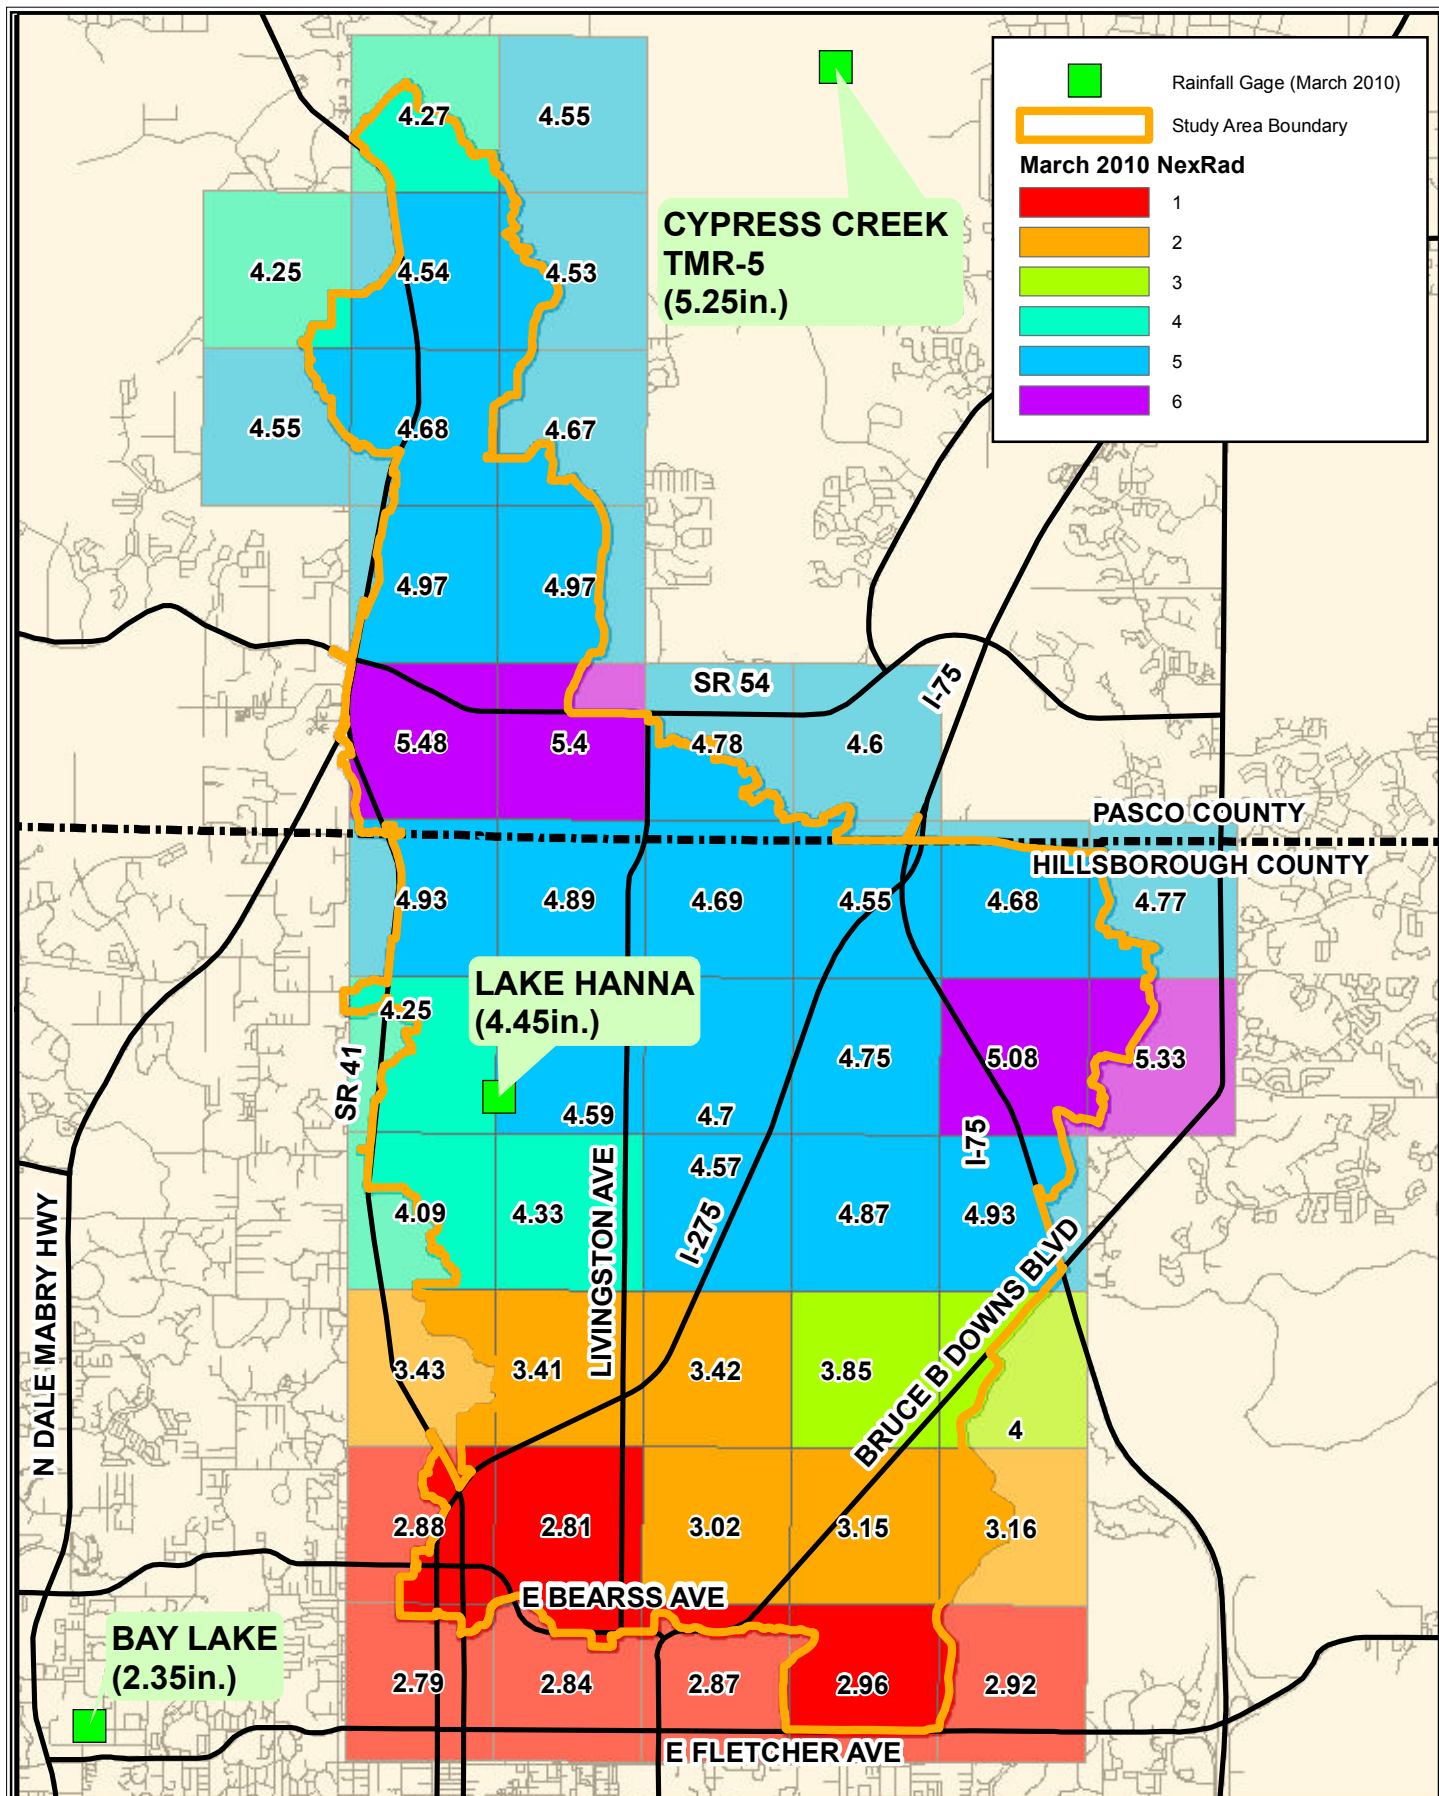 Rainfall Gage (March 2010)
Study Area Boundary
March 2010 NexRad
1
2
3
4
5
6
4.27
4.55
CYPRESS CREEK
TMR-5
(5.25in.)
4.25
4.54
4.53
4.55
4.68
4.67
4.97
4.97
SR 54
I-75
5.48
5.4
4.78
4.6
PASCO COUNTY
HILLSBOROUGH COUNTY
4.93
4.89
4.69
4.55
4.68
4.77
LAKE HANNA
(4.45in.)
4.25
SR 41
4.59
4.7
4.75
5.08
5.33
I-75
4.09
4.33
LIVINGSTON AVE
4.57
I-275
4.87
4.93
N DALE MABRY HWY
BRUCE B DOWNS BLVD
3.43
3.41
3.42
3.85
4
2.88
2.81
3.02
3.15
3.16
E BEARSS AVE
BAY LAKE
(2.35in.)
2.79
2.84
2.87
2.96
2.92
E FLETCHER AVE